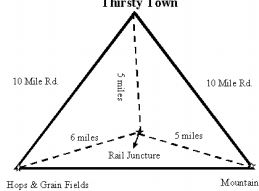 Thirsty Town
10 Mile Rd.
10 Mile Rd.
5 miles
6 miles
5 miles
Rail Juncture
Hops & Grain Fields
Mountain